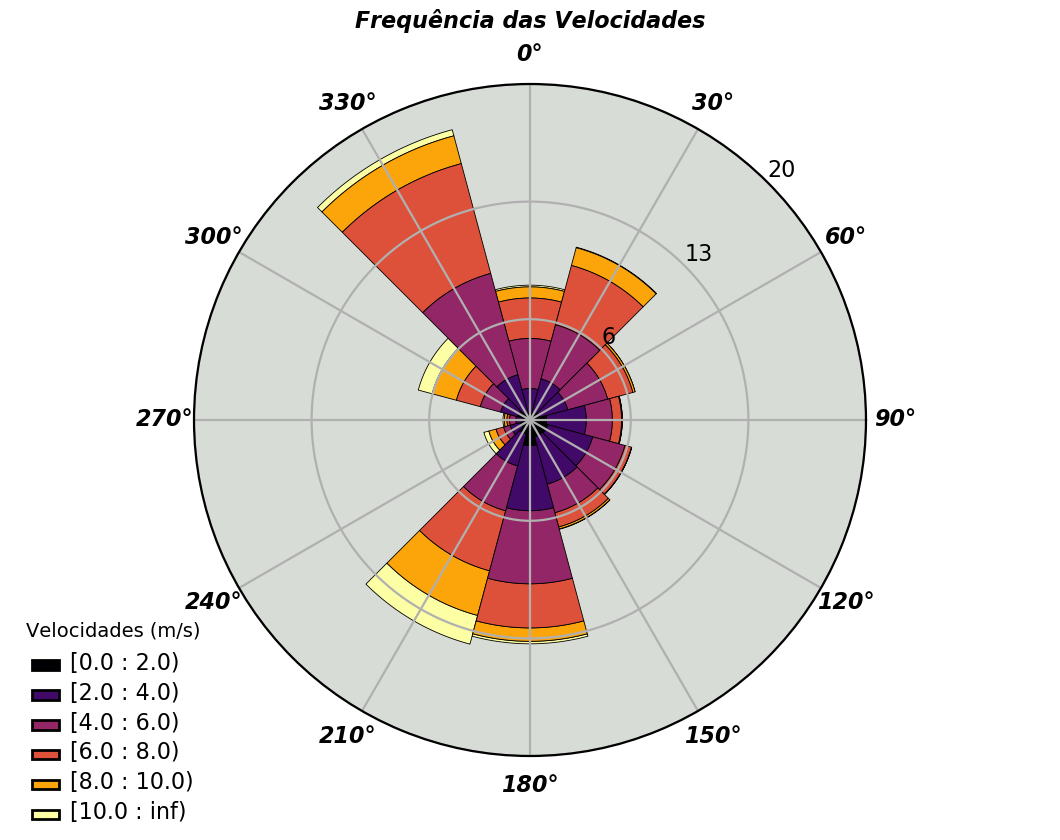 Frequência das Velocidades
0°
330°
30°
20
300°
60°
13
6
270°
90°
240°
120°
210°
150°
180°
Velocidades (m/s)
[0.0 : 2.0)
[2.0 : 4.0)
[4.0 : 6.0)
[6.0 : 8.0)
[8.0 : 10.0)
[10.0 : inf)